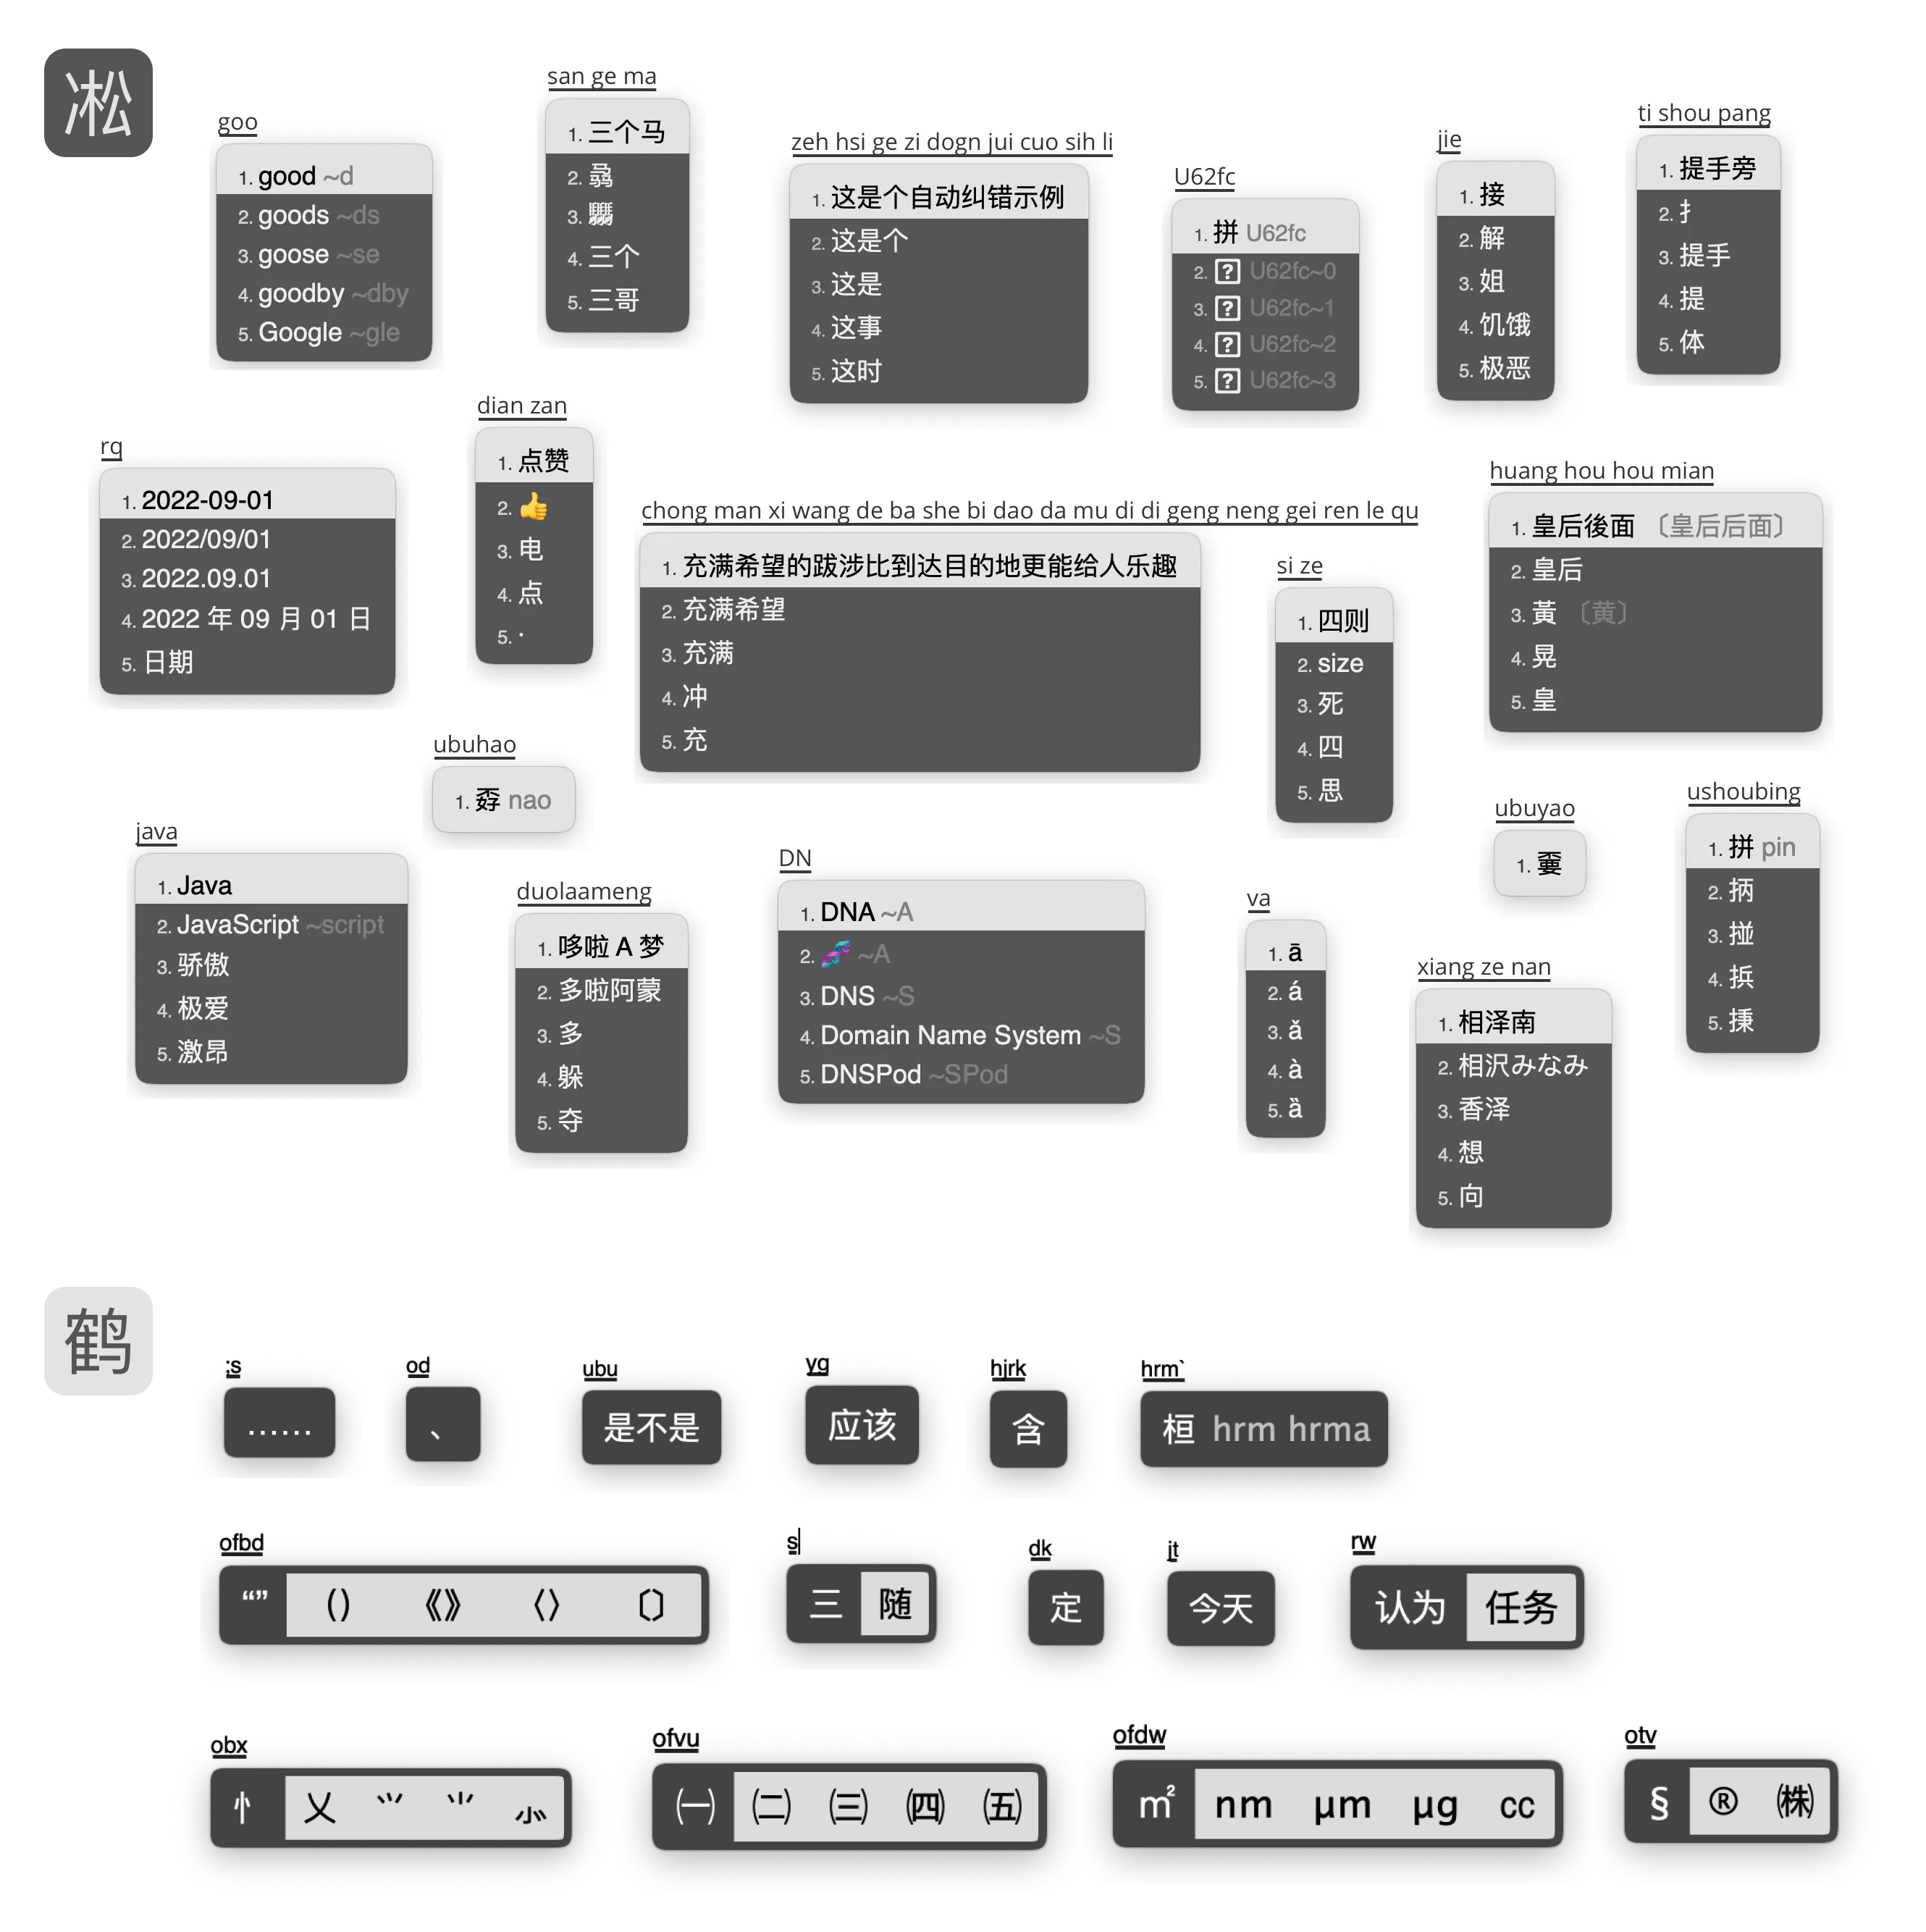 凇
goo
1. good ~d
2. goods ~ds
3. goose ~se
4. goodby ~dby
5. Google ~gle
san ge ma
1. 三个马
2. 骉
3. 驫
4. 三个
5. 三哥
zeh hsi ge zi dogn jui cuo sih li
1. 这是个自动纠错示例
2. 这是个
3. 这是
4. 这事
5. 这时
U62fc
1. 拼 U62fc
2. ? U62fc~0
3. ? U62fc~1
4. ? U62fc~2
5. ? U62fc~3
jie
1. 接
2. 解
3. 姐
4. 饥饿
5. 极恶
ti shou pang
1. 提手旁
2. 扌
3. 提手
4. 提
5. 体
rq
1. 2022-09-01
2. 2022/09/01
3. 2022.09.01
4. 2022 年 09 月 01 日
5. 日期
dian zan
1. 点赞
2. 👍
3. 电
4. 点
5. ·
chong man xi wang de ba she bi dao da mu di di geng neng gei ren le qu
1. 充满希望的跋涉比到达目的地更能给人乐趣
2. 充满希望
3. 充满
4. 冲
5. 充
si ze
1. 四则
2. size
3. 死
4. 四
5. 思
huang hou hou mian
1. 皇后後面 〔皇后后面〕
2. 皇后
3. 黃 〔黄〕
4. 晃
5. 皇
ubuhao
1. 孬 nao
java
1. Java
2. JavaScript ~script
3. 骄傲
4. 极爱
5. 激昂
duolaameng
1. 哆啦 A 梦
2. 多啦阿蒙
3. 多
4. 躲
5. 夺
DN
1. DNA ~A
2. 🧬 ~A
3. DNS ~S
4. Domain Name System ~S
5. DNSPod ~SPod
va
1. ā
2. á
3. ǎ
4. à
5. ȁ
ubuyao
1. 嫑
ushoubing
1. 拼 pin
2. 抦
3. 掽
4. 捳
5. 𢮏
xiang ze nan
1. 相泽南
2. 相沢みなみ
3. 香泽
4. 想
5. 向
鹤
;s
……
od
、
ubu
是不是
yg
应该
hjrk
含
hrm`
桓 hrm hrma
ofbd
“” () 《》 〈〉 〔〕
s
三 随
dk
定
jt
今天
rw
认为 任务
obx
忄 㐅 ⺍ ⺌ ⺗
ofvu
㈠ ㈡ ㈢ ㈣ ㈤
ofdw
m² nm μm μg cc
otv
§ ® ㈱